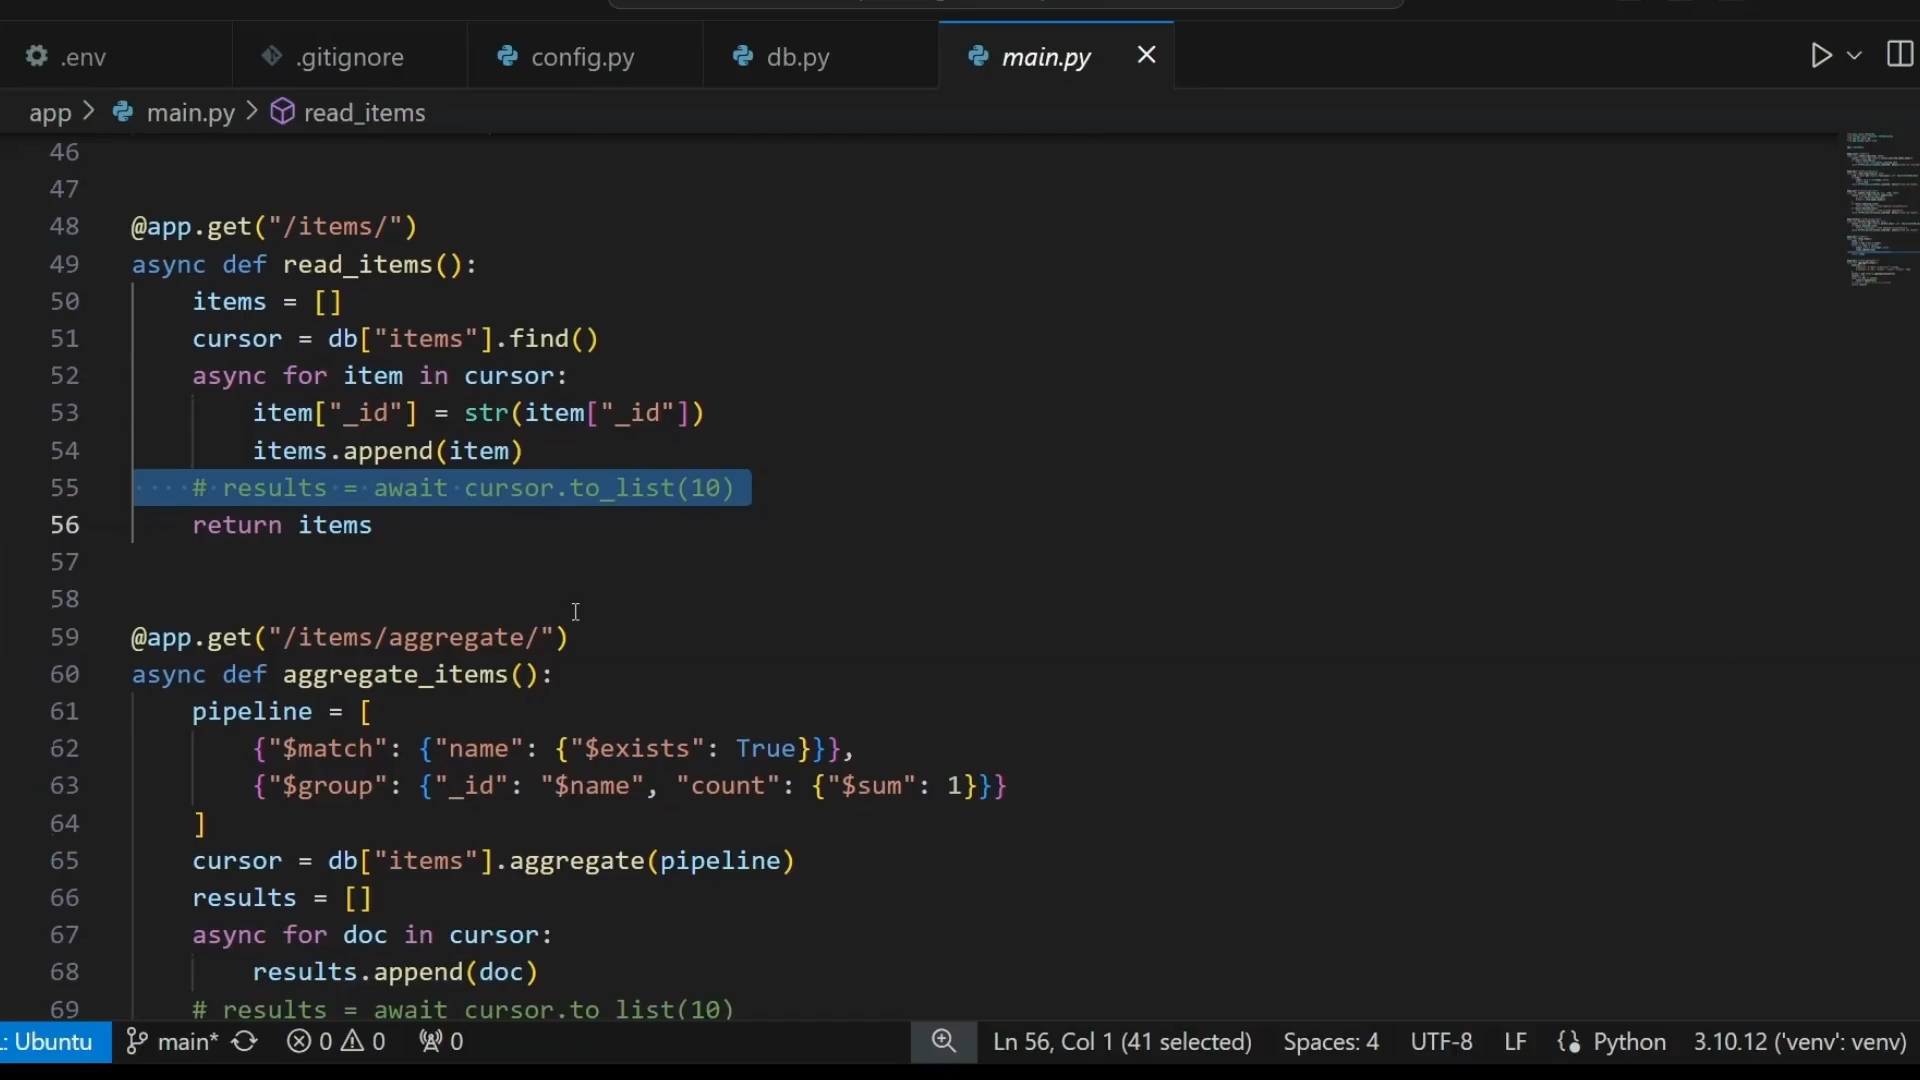 .env
.gitignore
config.py
db.py
main.py
app > main.py > read_items
46
47
48 @app.get("/items/")
49 async def read_items():
50 items = []
51 cursor = db["items"].find()
52 async for item in cursor:
53 item["_id"] = str(item["_id"])
54 items.append(item)
55 # results = await cursor.to_list(10)
56 return items
57
58
59 @app.get("/items/aggregate/")
60 async def aggregate_items():
61 pipeline = [
62 {"$match": {"name": {"$exists": True}}},
63 {"$group": {"_id": "$name", "count": {"$sum": 1}}}
64 ]
65 cursor = db["items"].aggregate(pipeline)
66 results = []
67 async for doc in cursor:
68 results.append(doc)
69 # results = await cursor.to_list(10)
: Ubuntu main* 0 0 0 Ln 56, Col 1 (41 selected) Spaces: 4 UTF-8 LF Python 3.10.12 ('venv': venv)